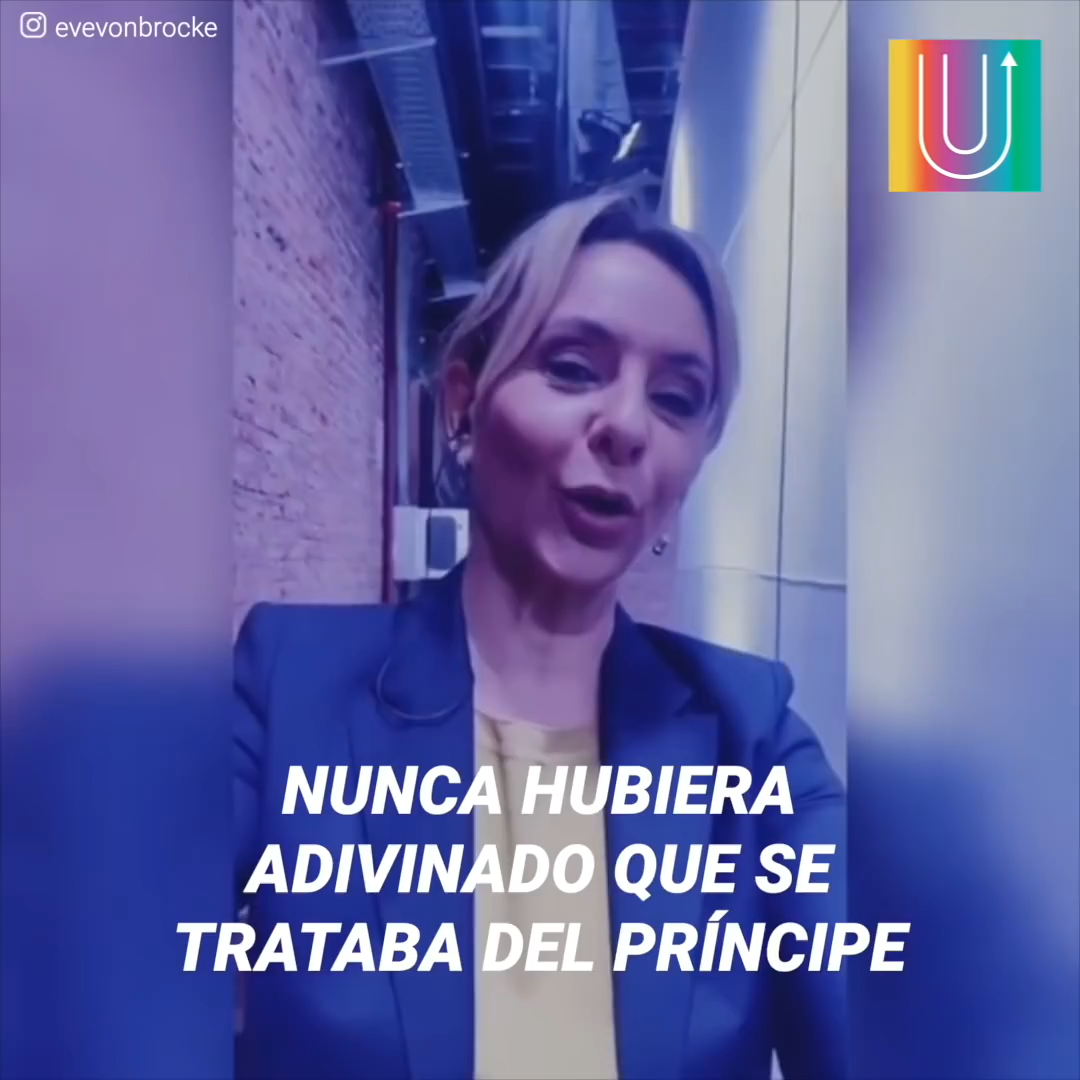 evevonbrocke
U
NUNCA HUBIERA
ADIVINADO QUE SE
TRATABA DEL PRÍNCIPE